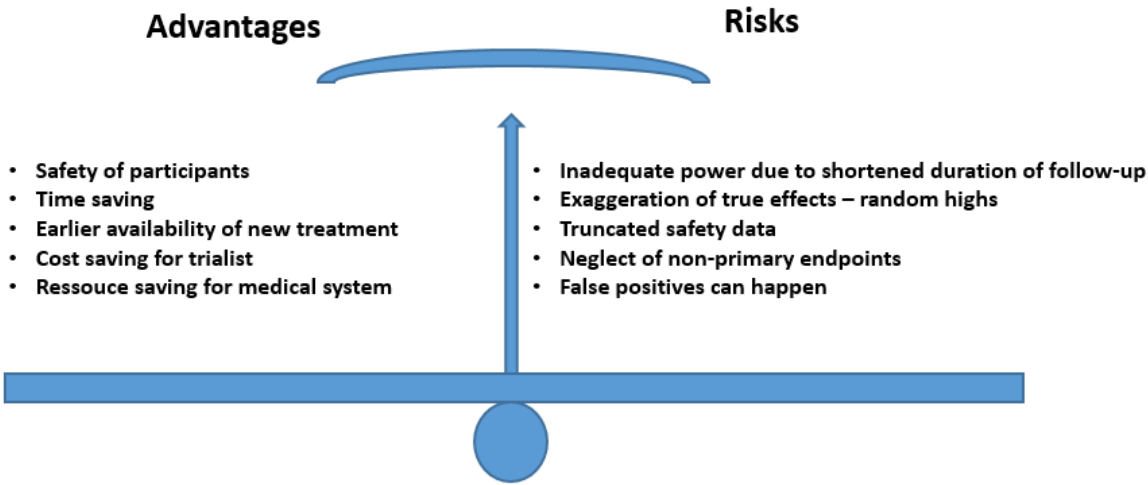 Advantages
Risks
• Safety of participants
• Time saving
• Earlier availability of new treatment
• Cost saving for trialist
• Ressouce saving for medical system
• Inadequate power due to shortened duration of follow-up
• Exaggeration of true effects – random highs
• Truncated safety data
• Neglect of non-primary endpoints
• False positives can happen